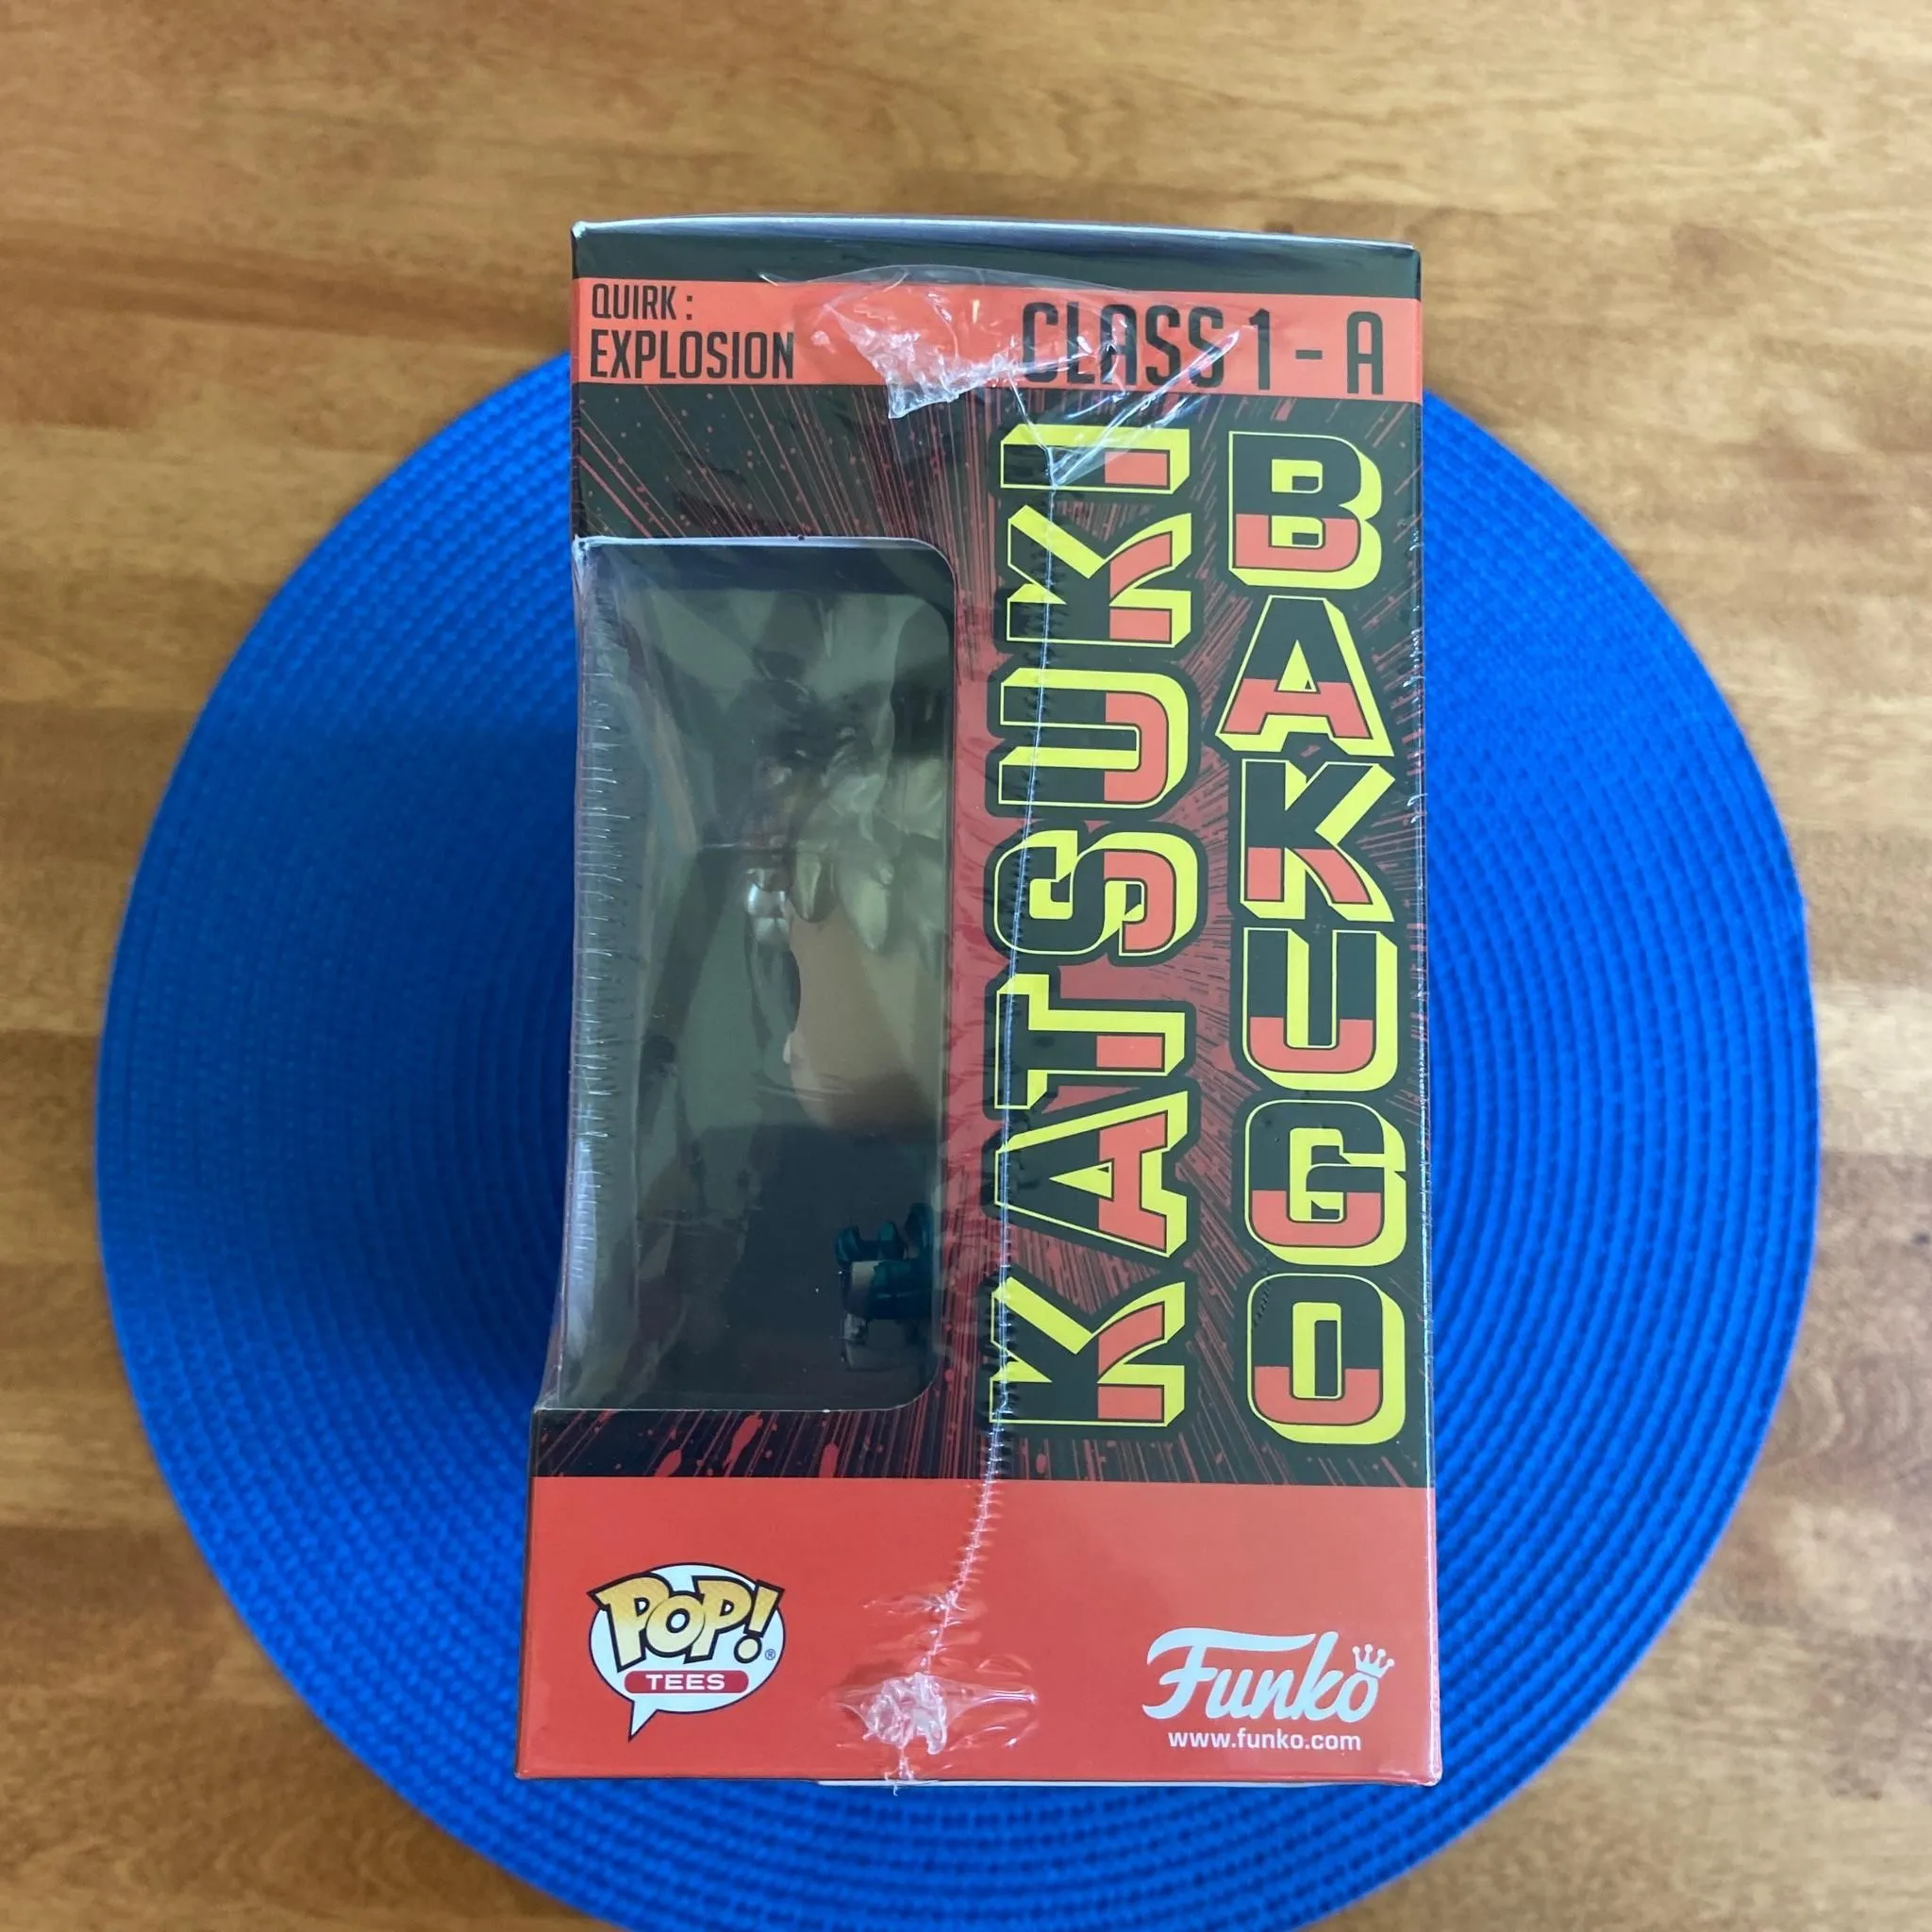 QUIRK :
EXPLOSION
CLASS 1 - A
KATSUKI
BAKUGO
POP!®
TEES
Funko
www.funko.com